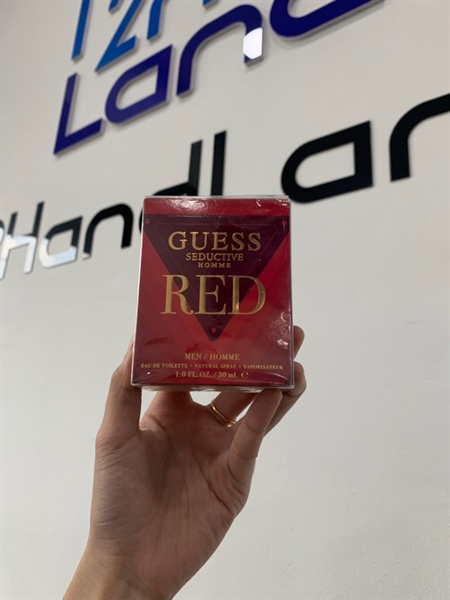 Land
2HandLan
GUESS
SEDUCTIVE
HOMME
RED
MEN / HOMME
EAU DE TOILETTE • NATURAL SPRAY • VAPORISATEUR
1.0 FL.OZ. / 30 ml. ℮